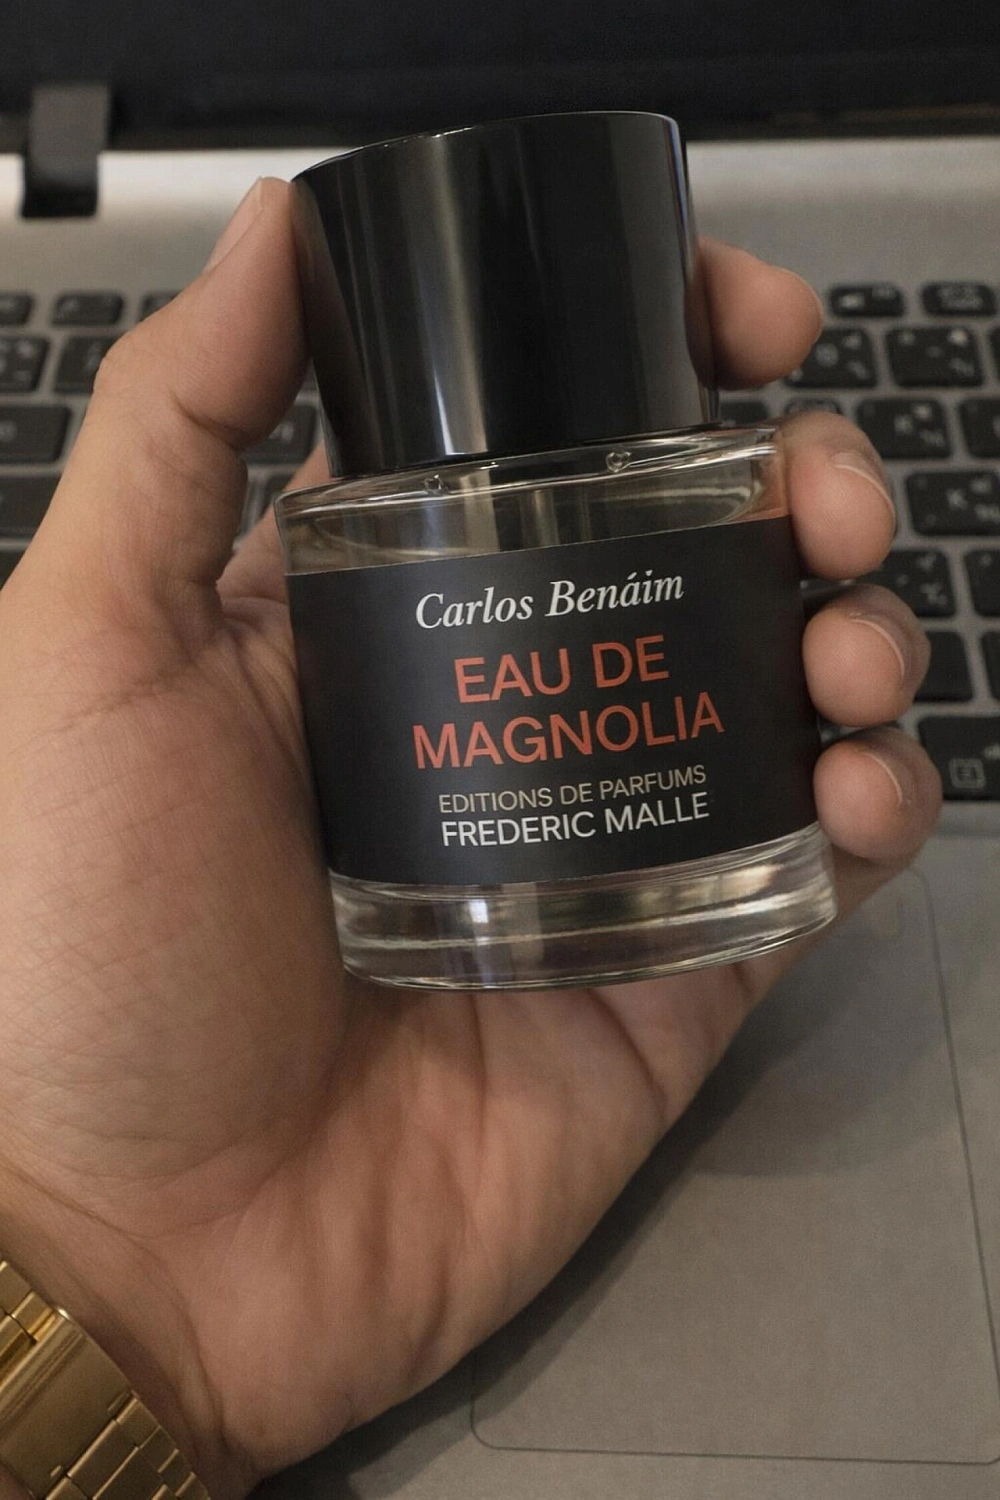 Carlos Benáim
EAU DE
MAGNOLIA
EDITIONS DE PARFUMS
FREDERIC MALLE